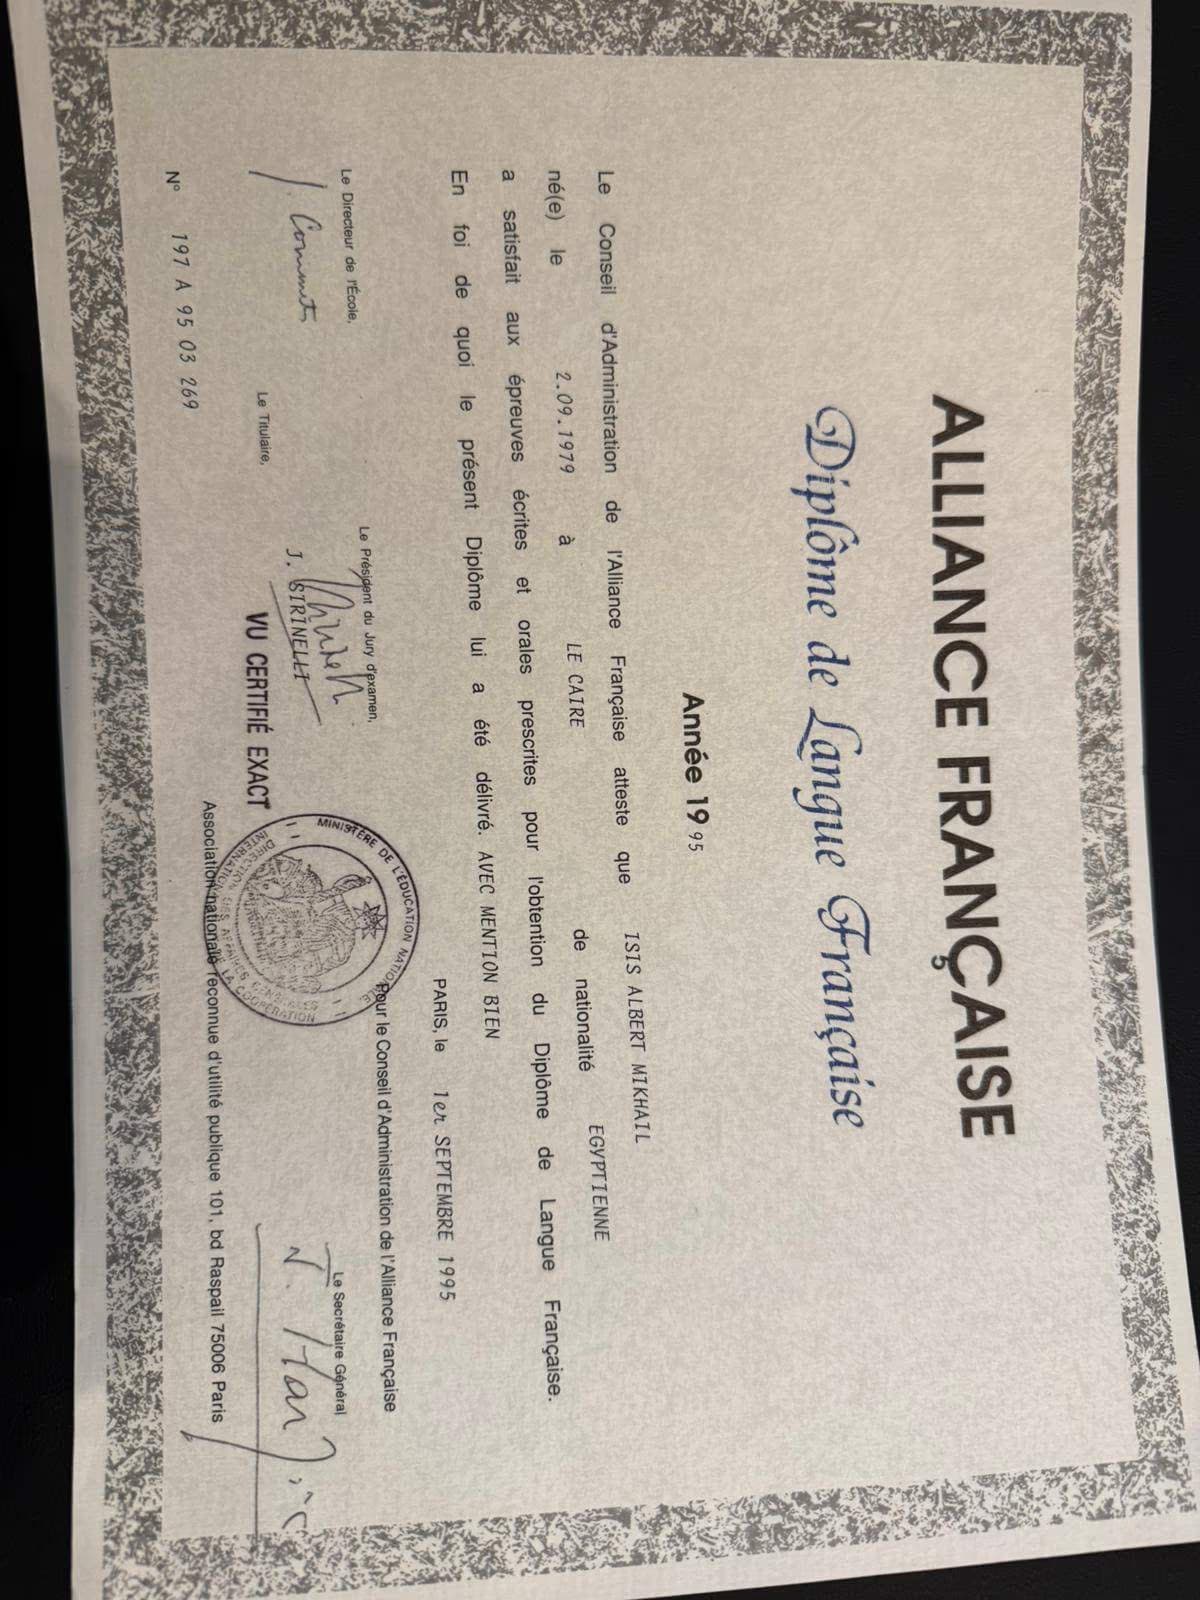 ALLIANCE FRANÇAISE
Diplôme de Langue Française
Année 19 95
Le Conseil d'Administration de l'Alliance Française atteste que ISIS ALBERT MIKHAIL
né(e) le 2.09.1979 à LE CAIRE de nationalité EGYPTIENNE
a satisfait aux épreuves écrites et orales prescrites pour l'obtention du Diplôme de Langue Française.
En foi de quoi le présent Diplôme lui a été délivré. AVEC MENTION BIEN
PARIS, le 1er SEPTEMBRE 1995
Pour le Conseil d'Administration de l'Alliance Française
Le Directeur de l'École,
Le Président du Jury d'examen,
Le Secrétaire Général
J. SIRINELLI
Le Titulaire,
VU CERTIFIÉ EXACT
MINISTÈRE DE L'ÉDUCATION NATIONALE
Association nationale reconnue d'utilité publique 101, bd Raspail 75006 Paris
N° 197 A 95 03 269